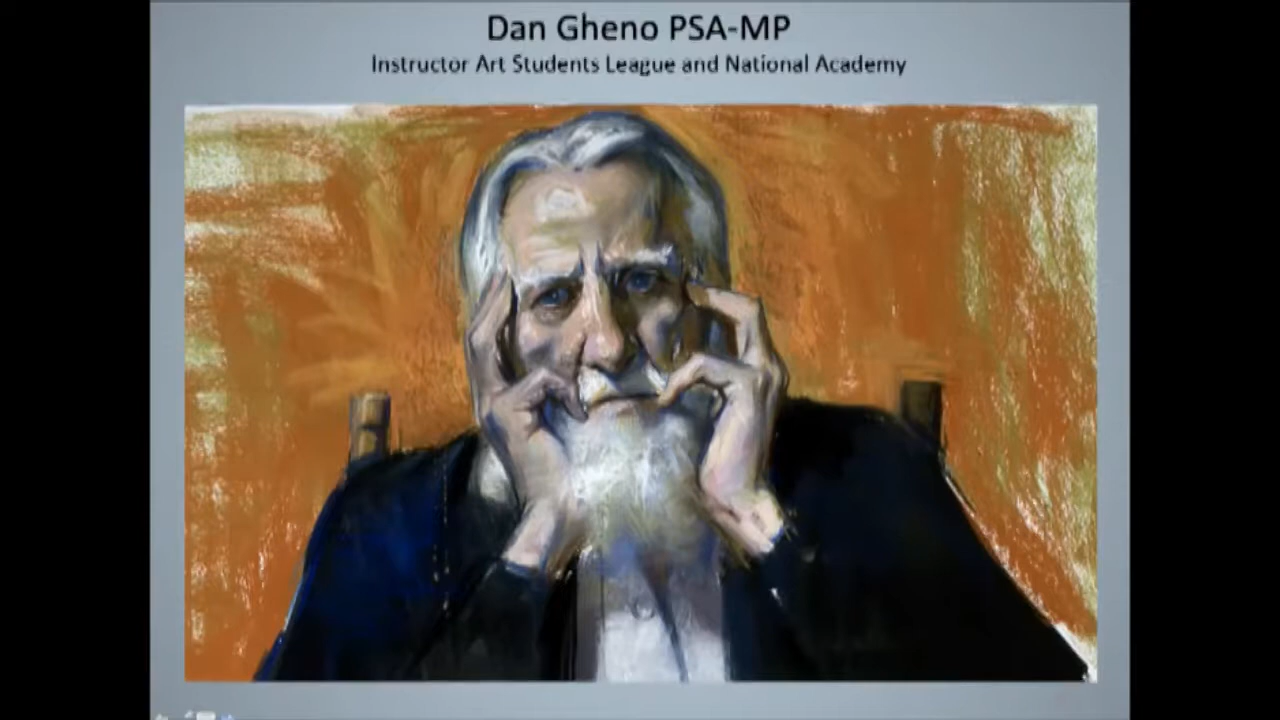 Dan Gheno PSA-MP
Instructor Art Students League and National Academy